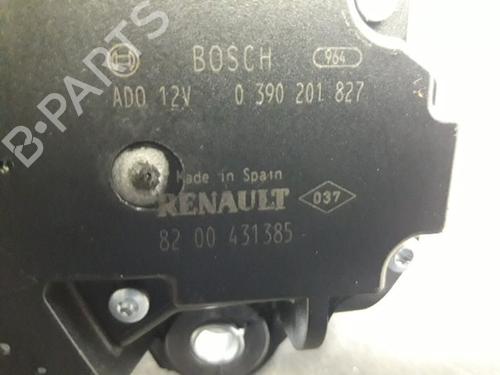 BOSCH 964
ADO 12V 0 390 201 827
Made in Spain
RENAULT 037
82 00 431385
B-PARTS